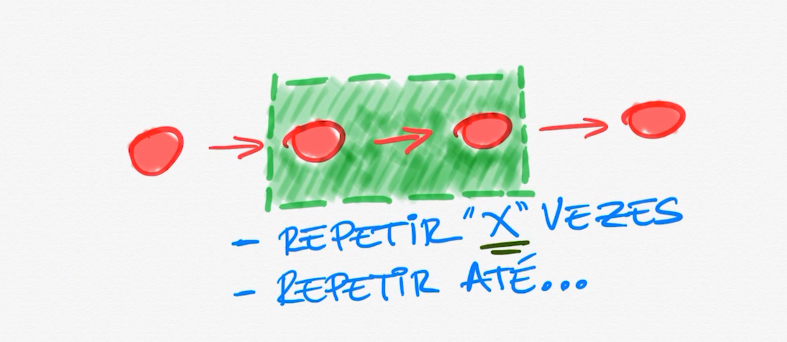 - REPETIR "X" VEZES
- REPETIR ATÉ...